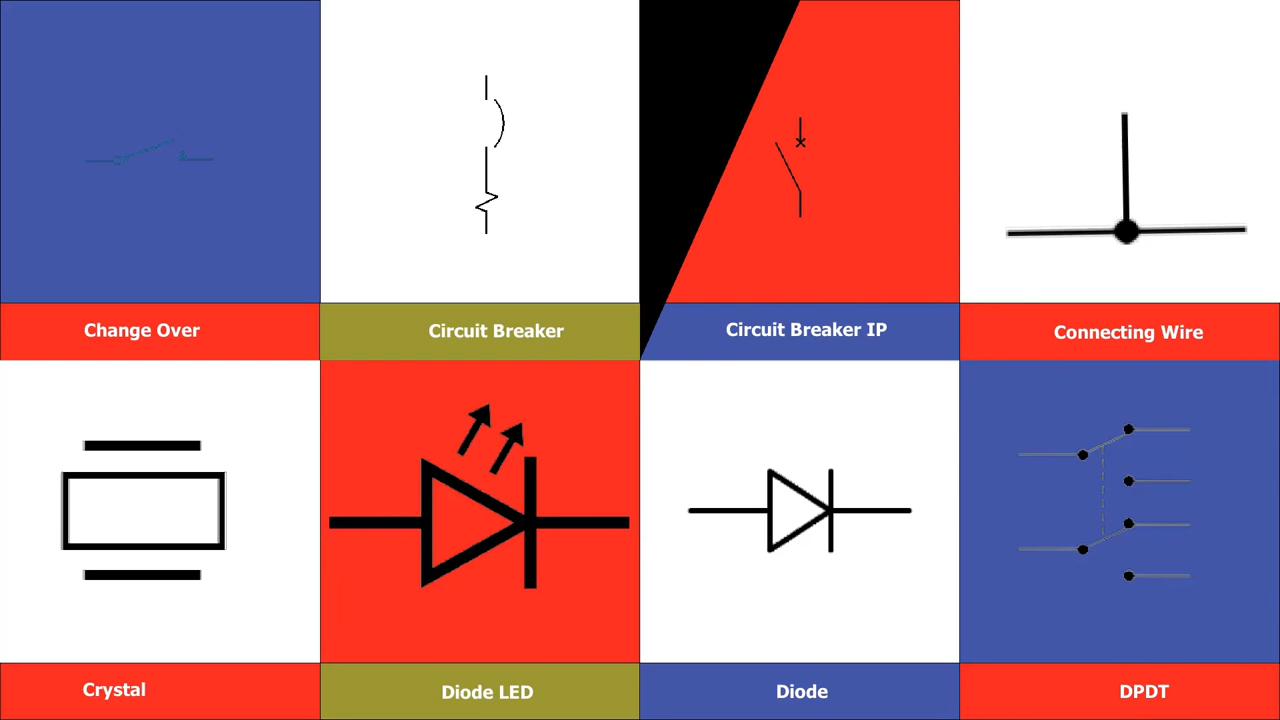 Change Over
Circuit Breaker
Circuit Breaker IP
Connecting Wire
Crystal
Diode LED
Diode
DPDT